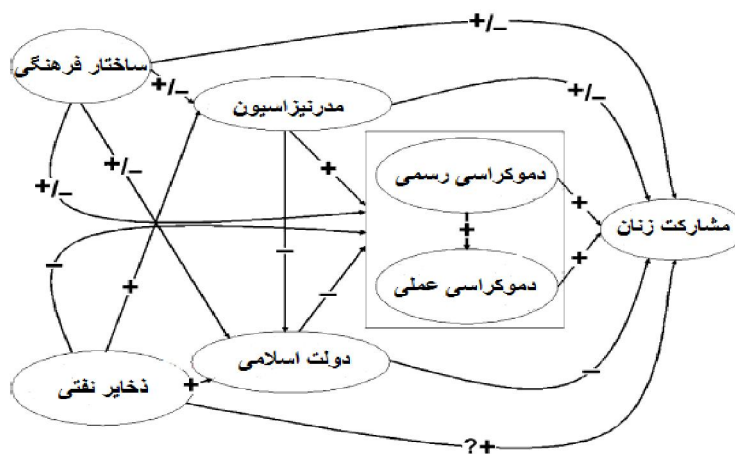 +/–
ساختار فرهنگی
+/–
مدرنیزاسیون
+/–
+/–
+
دموکراسی رسمی
+/–
+
مشارکت زنان
+
–
–
+
+
–
دموکراسی عملی
دولت اسلامی
ذخایر نفتی
+
–
?+